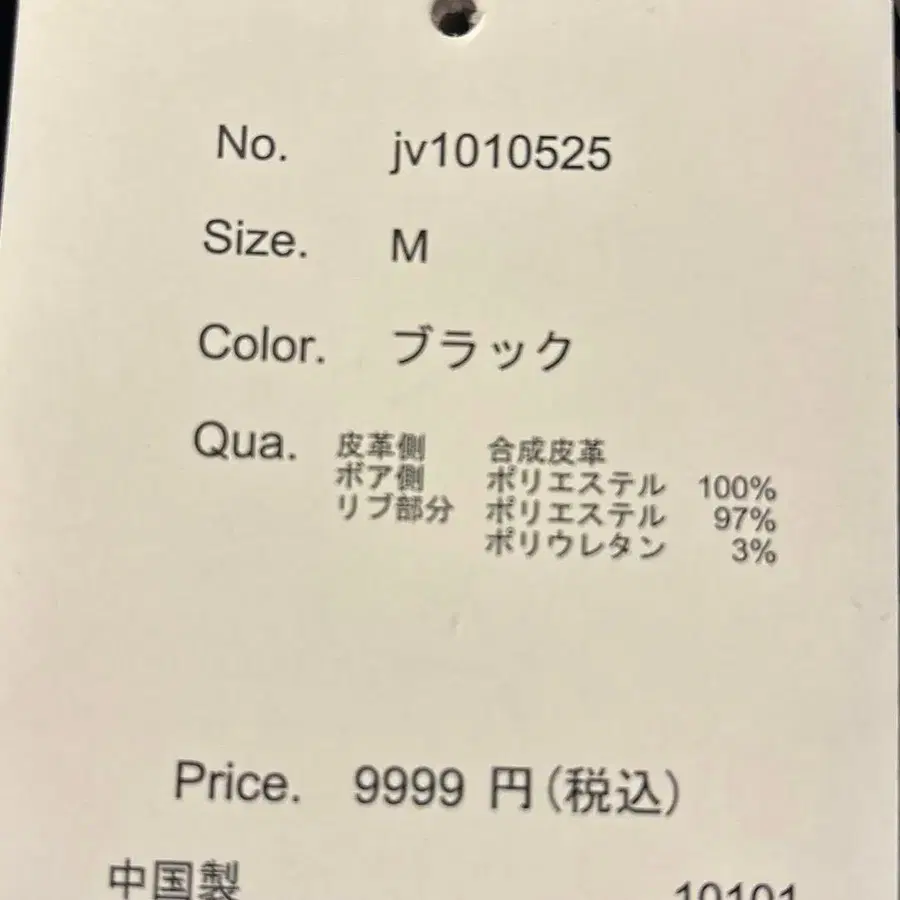 No. jv1010525
Size. M
Color. ブラック
Qua. 皮革側 合成皮革
ボア側 ポリエステル 100%
リブ部分 ポリエステル 97%
ポリウレタン 3%
Price. 9999 円(税込)
中国製 10101